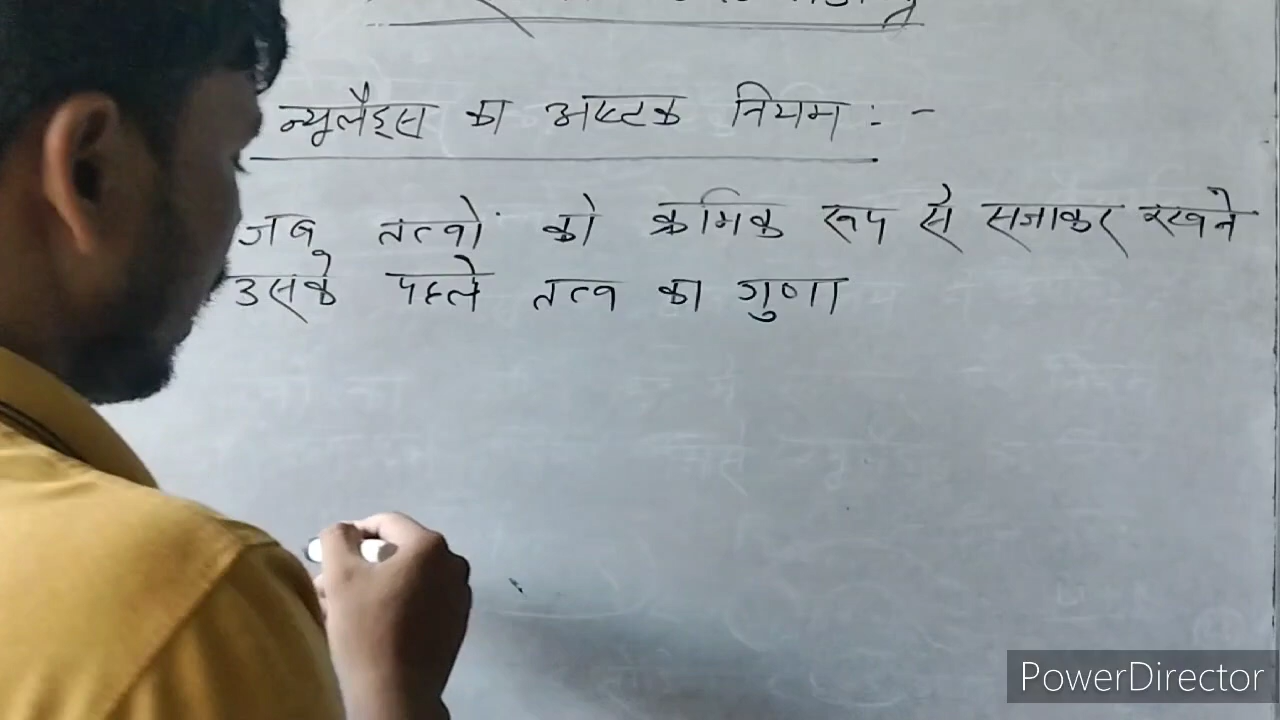 न्यूलैंड्स का अष्टक नियम : -
जब तत्वों को क्रमिक रूप से सजाकर रखने
उसके पहले तत्व का गुणा
PowerDirector